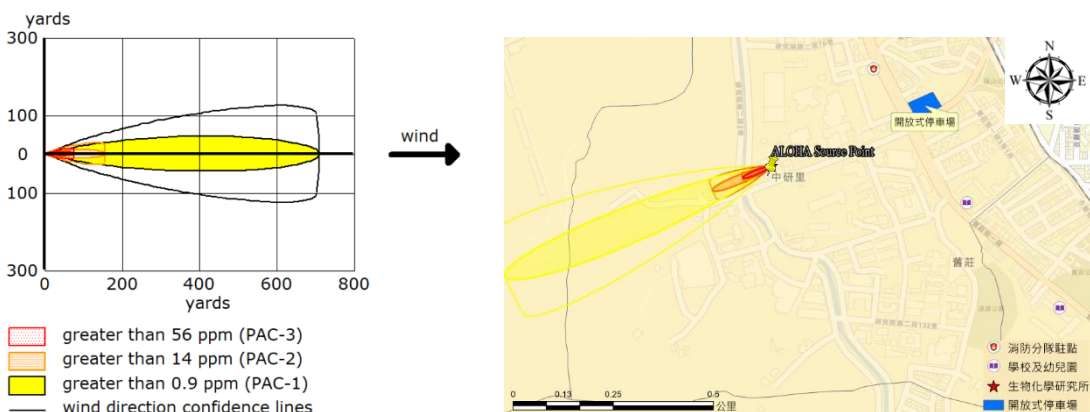 yards
300
100
0
100
300
0
200
400
600
800
yards
wind
greater than 56 ppm (PAC-3)
greater than 14 ppm (PAC-2)
greater than 0.9 ppm (PAC-1)
wind direction confidence lines
N
W
E
S
開放式停車場
ALOHA Source Point
中研里
舊莊
0
0.13
0.25
0.5
公里
消防分隊駐點
學校及幼兒園
生物化學研究所
開放式停車場